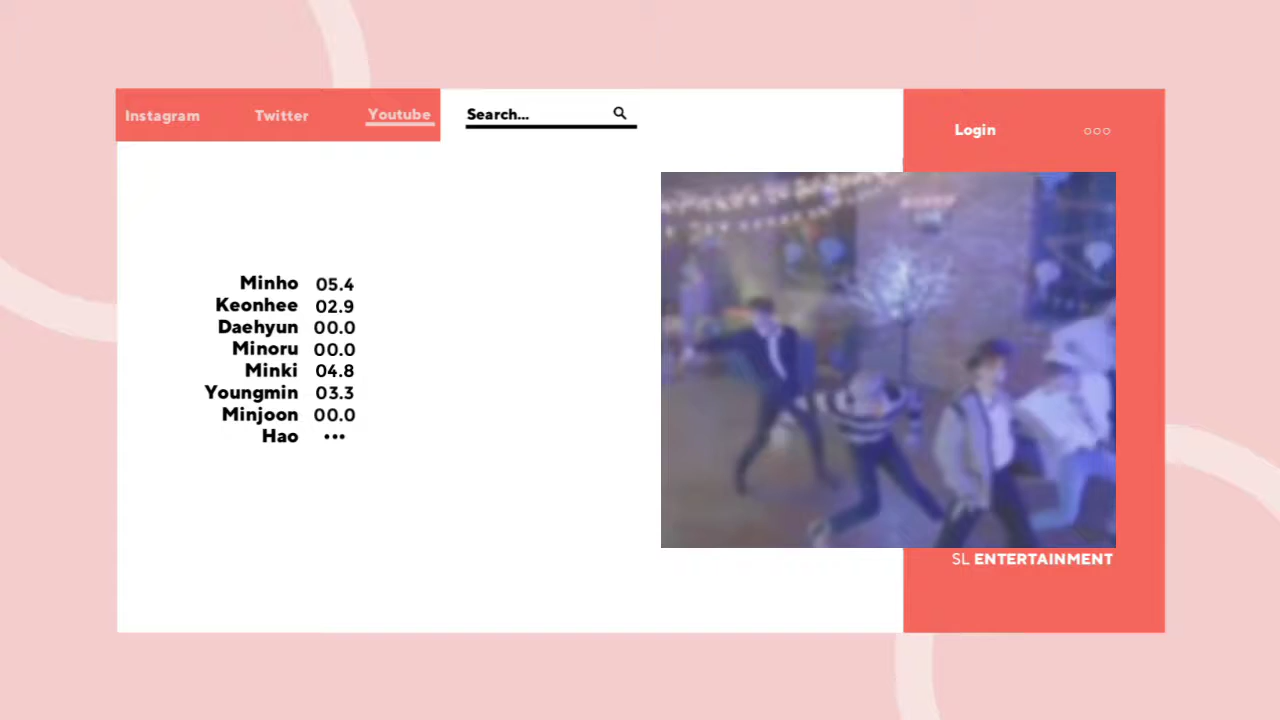 Instagram Twitter Youtube Search...
Login
Minho 05.4
Keonhee 02.9
Daehyun 00.0
Minoru 00.0
Minki 04.8
Youngmin 03.3
Minjoon 00.0
Hao •••
SL ENTERTAINMENT